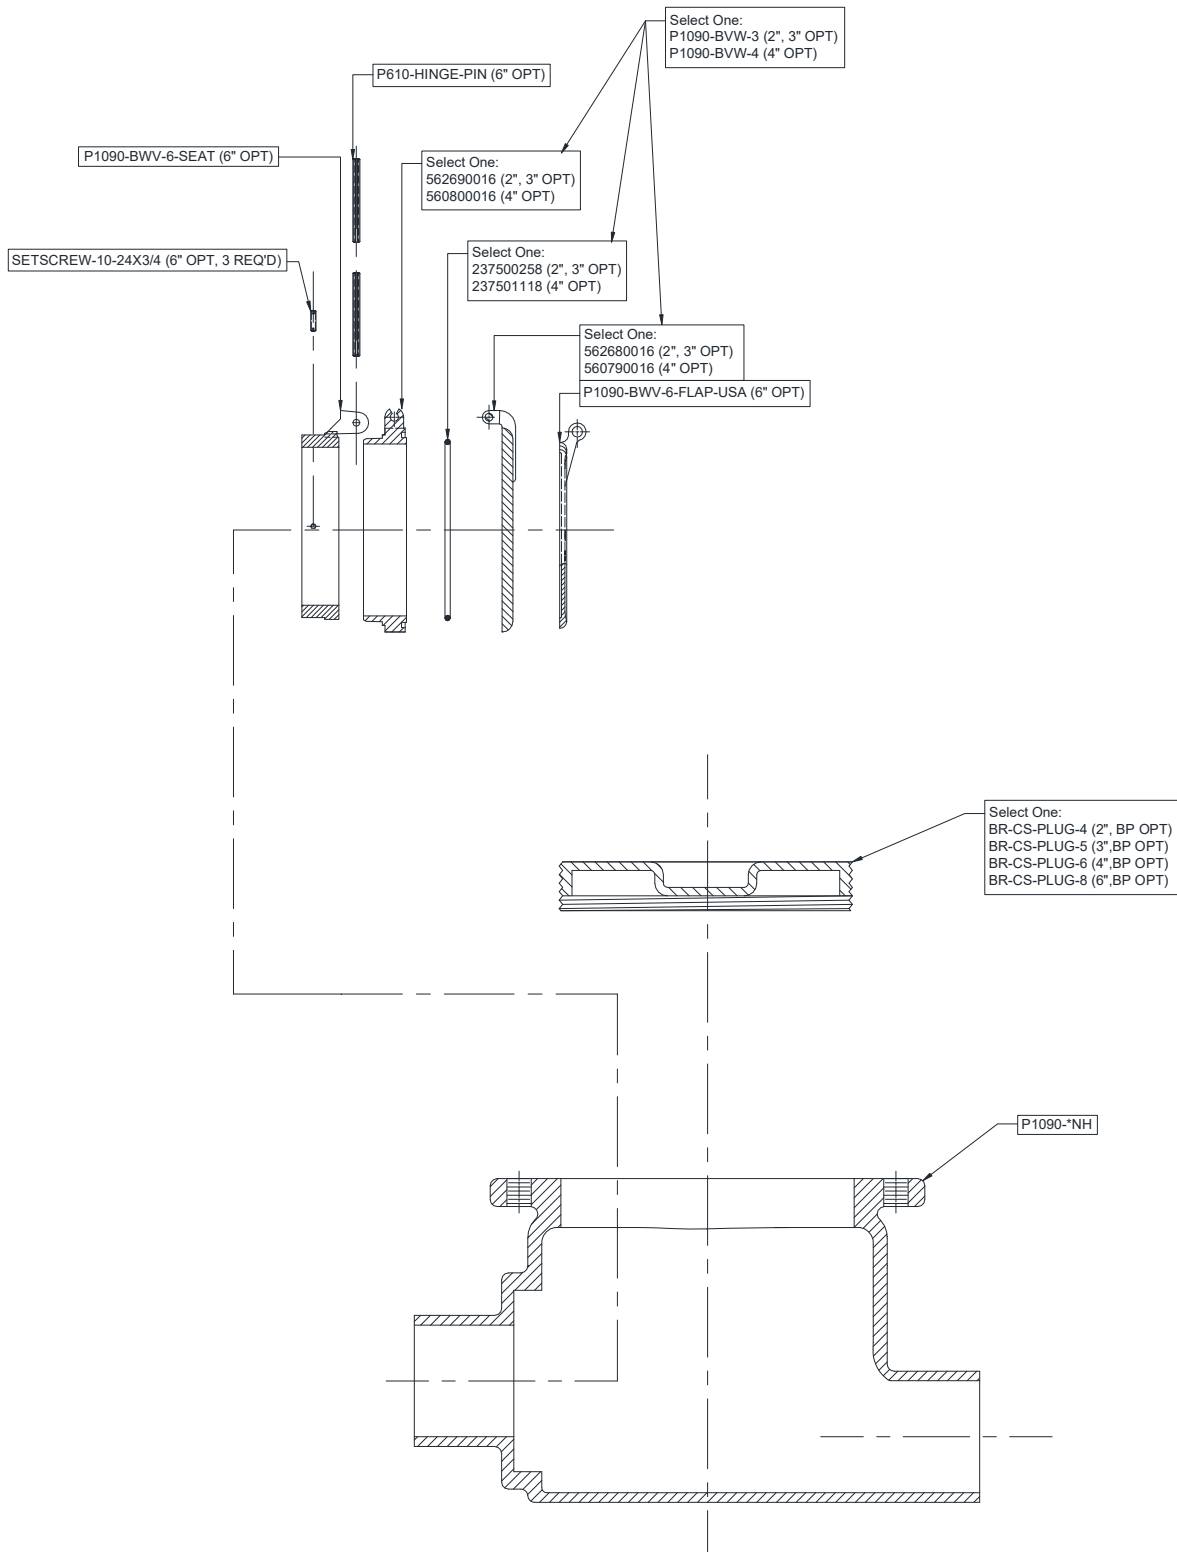 Select One:
P1090-BVW-3 (2", 3" OPT)
P1090-BVW-4 (4" OPT)
P610-HINGE-PIN (6" OPT)
P1090-BWV-6-SEAT (6" OPT)
Select One:
562690016 (2", 3" OPT)
560800016 (4" OPT)
SETSCREW-10-24X3/4 (6" OPT, 3 REQ'D)
Select One:
237500258 (2", 3" OPT)
237501118 (4" OPT)
Select One:
562680016 (2", 3" OPT)
560790016 (4" OPT)
P1090-BWV-6-FLAP-USA (6" OPT)
Select One:
BR-CS-PLUG-4 (2", BP OPT)
BR-CS-PLUG-5 (3",BP OPT)
BR-CS-PLUG-6 (4",BP OPT)
BR-CS-PLUG-8 (6",BP OPT)
P1090-*NH